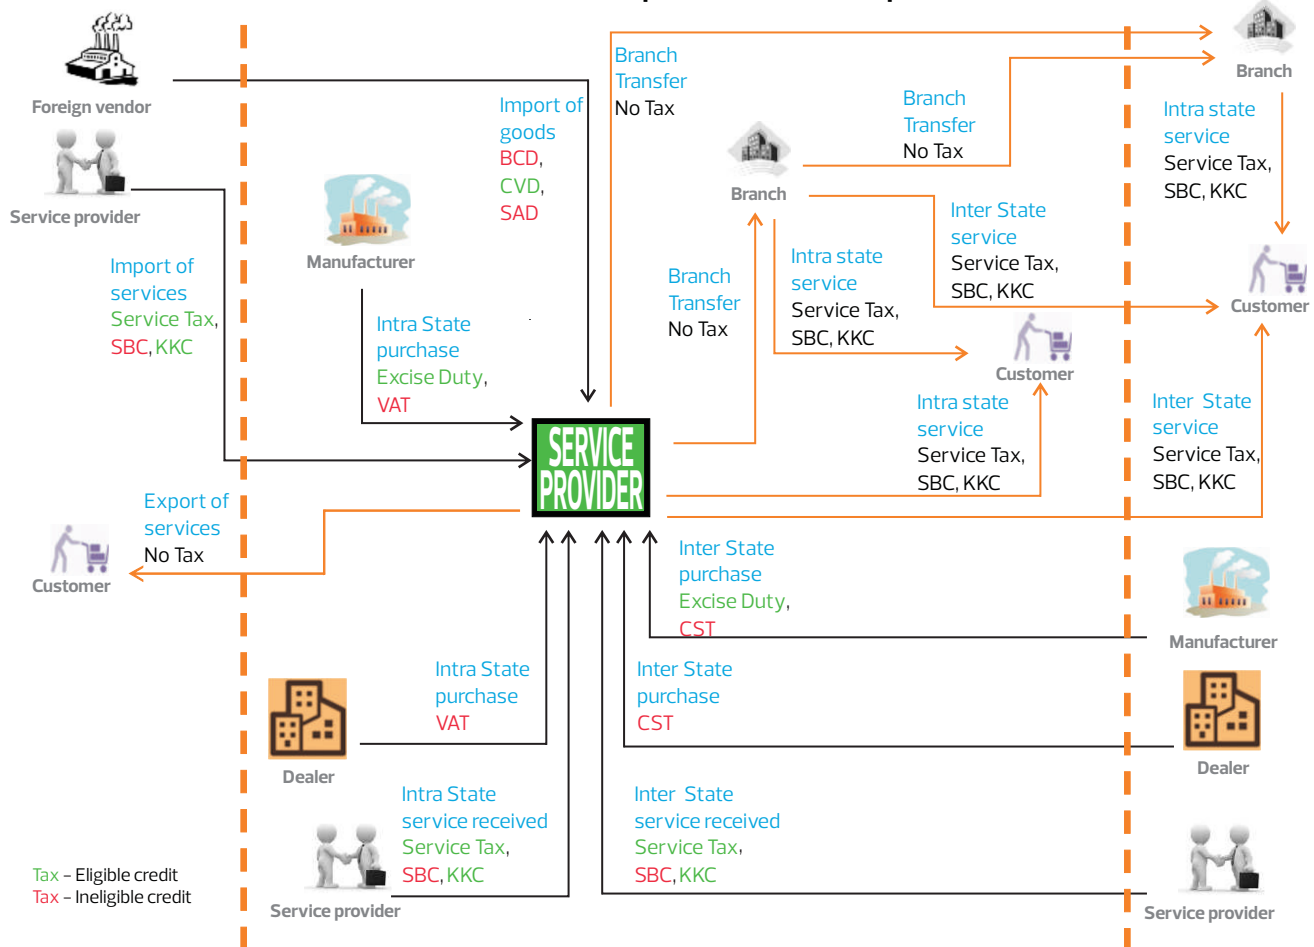 Foreign vendor
Service provider
Import of
services
Service Tax,
SBC, KKC
Import of
goods
BCD,
CVD,
SAD
Manufacturer
Intra State
purchase
Excise Duty,
VAT
Branch
Transfer
No Tax
Branch
Transfer
No Tax
Branch
Intra state
service
Service Tax,
SBC, KKC
Branch
Branch
Transfer
No Tax
Intra state
service
Service Tax,
SBC, KKC
Inter State
service
Service Tax,
SBC, KKC
Customer
Customer
Intra state
service
Service Tax,
SBC, KKC
Inter State
service
Service Tax,
SBC, KKC
SERVICE
PROVIDER
Export of
services
No Tax
Customer
Inter State
purchase
Excise Duty,
CST
Manufacturer
Intra State
purchase
VAT
Dealer
Inter State
purchase
CST
Dealer
Intra State
service received
Service Tax,
SBC, KKC
Service provider
Inter State
service received
Service Tax,
SBC, KKC
Service provider
Tax – Eligible credit
Tax – Ineligible credit